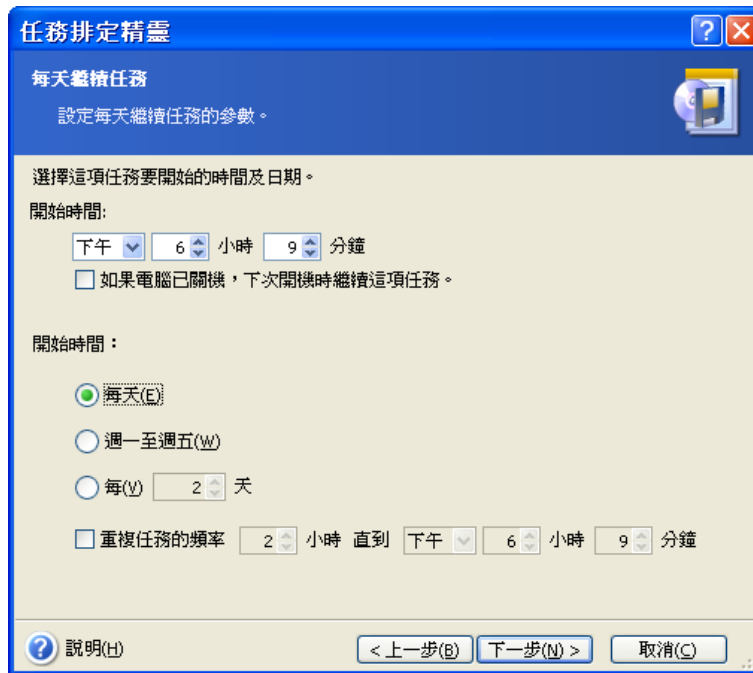 任務排定精靈
每天繼續任務
設定每天繼續任務的參數。
選擇這項任務要開始的時間及日期。
開始時間:
下午 6 小時 9 分鐘
如果電腦已關機，下次開機時繼續這項任務。
開始時間：
每天(E)
週一至週五(W)
每(V) 2 天
重複任務的頻率 2 小時 直到 下午 6 小時 9 分鐘
說明(H) < 上一步(B) 下一步(N) > 取消(C)